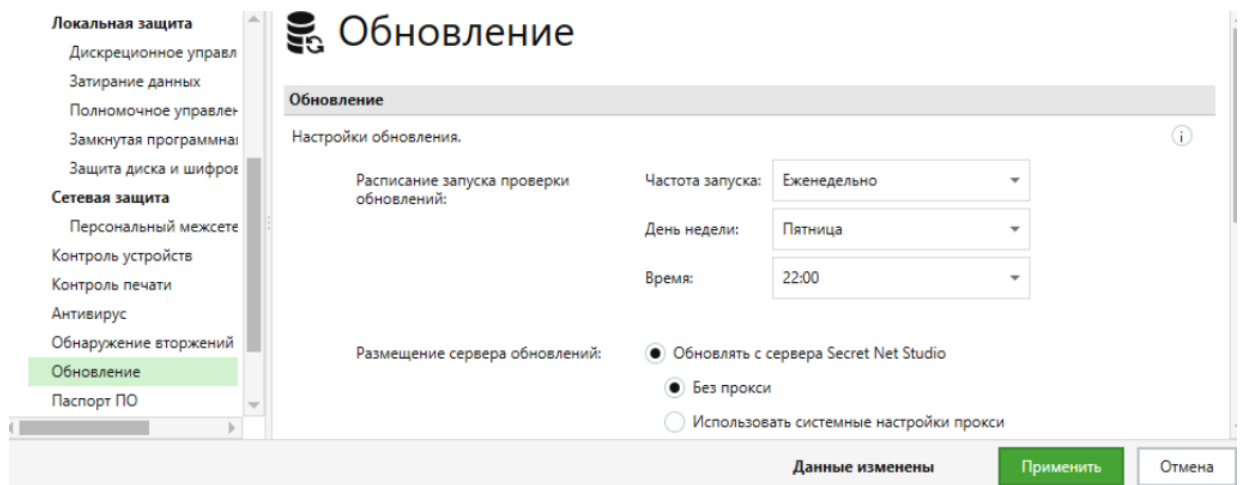 Локальная защита
Дискреционное управл
Затирание данных
Полномочное управлен
Замкнутая программная
Защита диска и шифров
Сетевая защита
Персональный межсете
Контроль устройств
Контроль печати
Антивирус
Обнаружение вторжений
Обновление
Паспорт ПО
Обновление
Обновление
Настройки обновления.
Расписание запуска проверки
обновлений:
Частота запуска: Еженедельно
День недели: Пятница
Время: 22:00
Размещение сервера обновлений:
Обновлять с сервера Secret Net Studio
Без прокси
Использовать системные настройки прокси
Данные изменены
Применить
Отмена